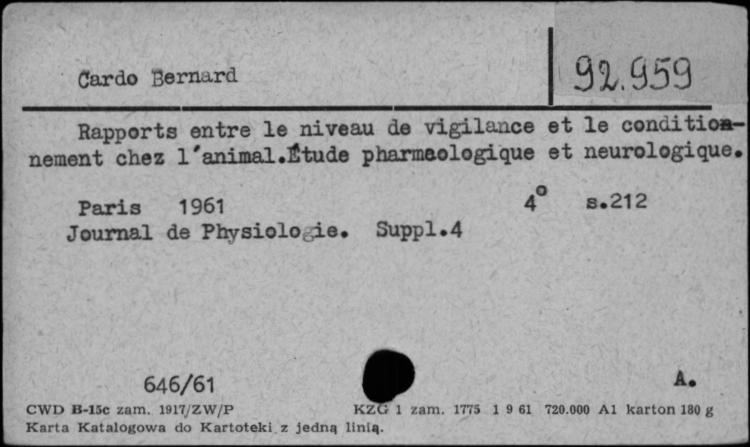 Cardo Bernard
92.959
Rapports entre le niveau de vigilance et le condition-
nement chez l'animal.Étude pharmaologique et neurologique.
Paris 1961 4° s.212
Journal de Physiologie. Suppl.4
646/61 A.
CWD B-15c zam. 1917/ZW/P KZG 1 zam. 1775 1 9 61 720.000 A1 karton 180 g
Karta Katalogowa do Kartoteki z jedną linią.